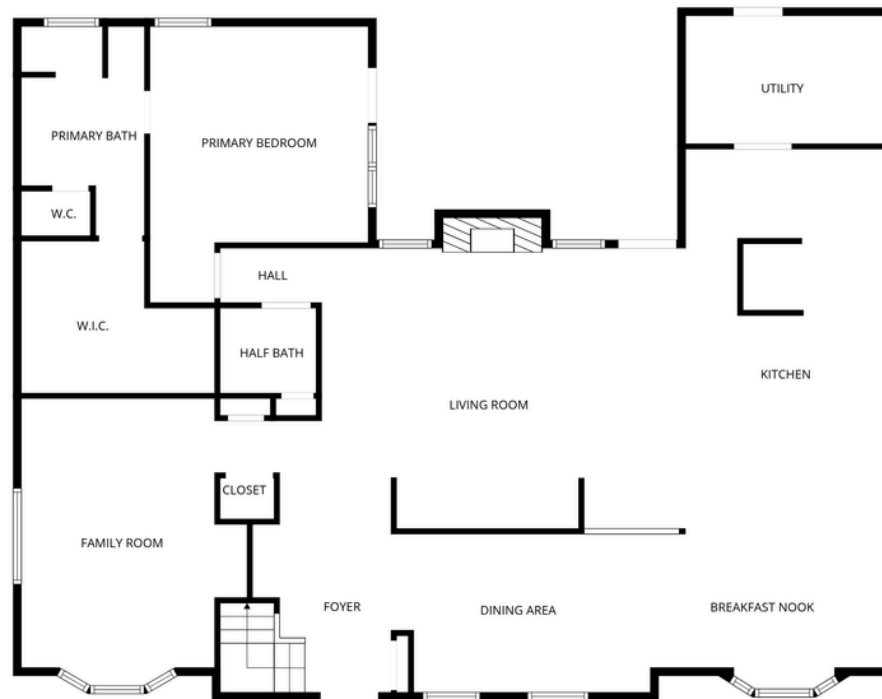 UTILITY
PRIMARY BATH
PRIMARY BEDROOM
W.C.
HALL
W.I.C.
HALF BATH
KITCHEN
LIVING ROOM
CLOSET
FAMILY ROOM
FOYER
DINING AREA
BREAKFAST NOOK